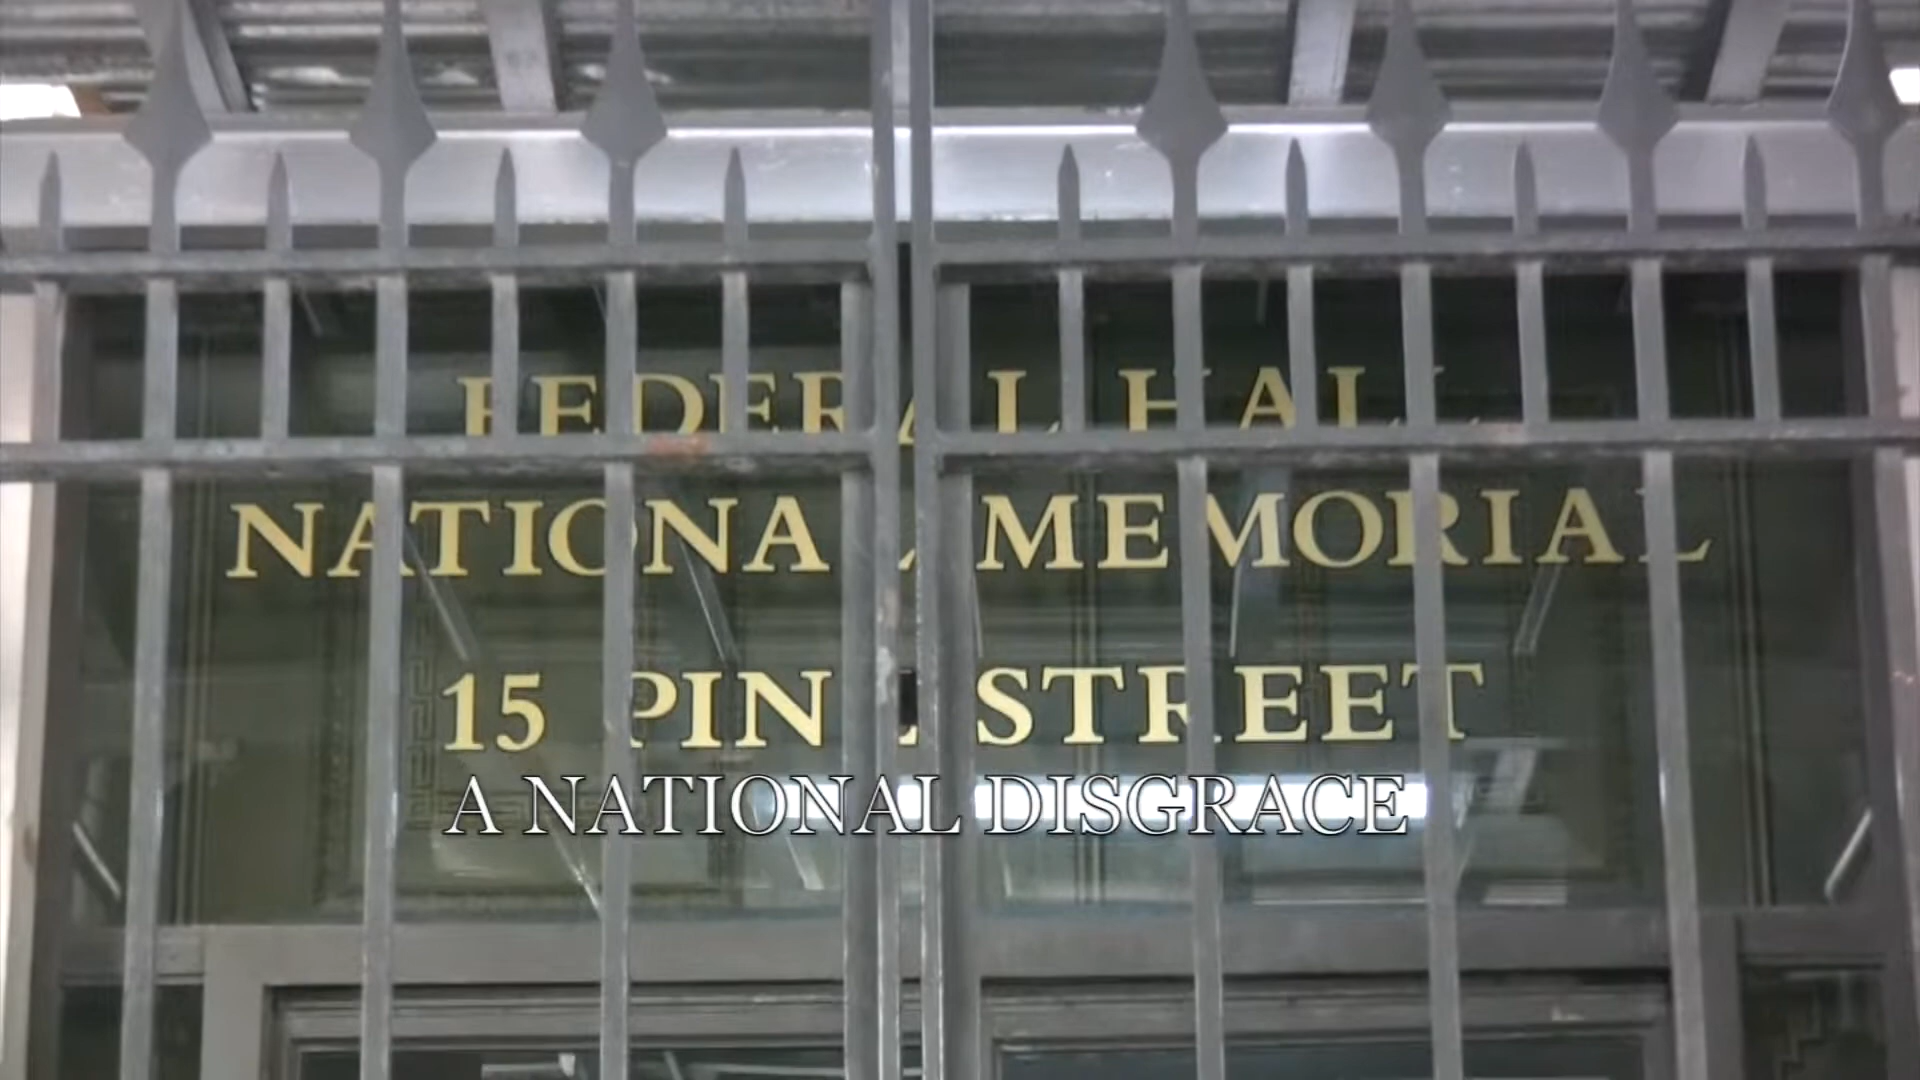 FEDERAL HALL
NATIONAL MEMORIAL
15 PINE STREET
A NATIONAL DISGRACE